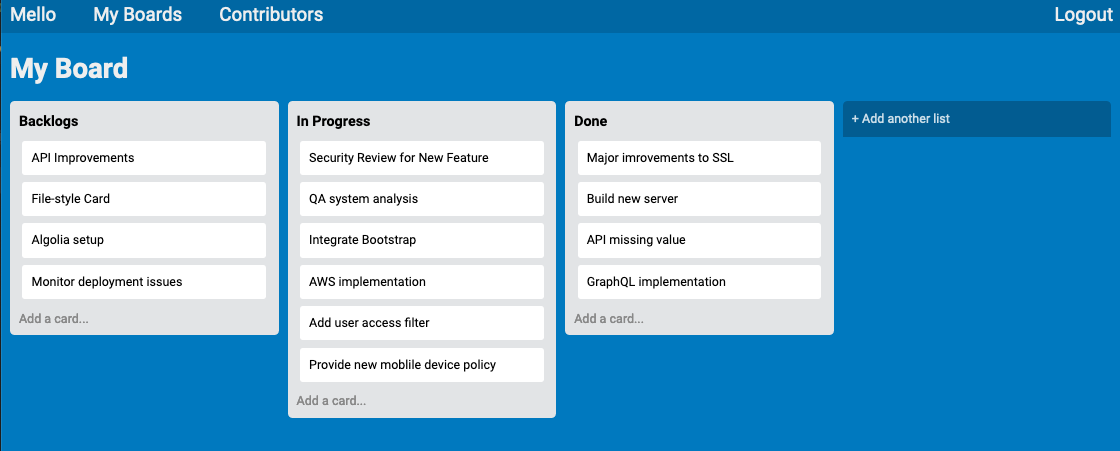 Mello My Boards Contributors Logout
My Board
Backlogs
API Improvements
File-style Card
Algolia setup
Monitor deployment issues
Add a card...
In Progress
Security Review for New Feature
QA system analysis
Integrate Bootstrap
AWS implementation
Add user access filter
Provide new moblile device policy
Add a card...
Done
Major imrovements to SSL
Build new server
API missing value
GraphQL implementation
Add a card...
+ Add another list